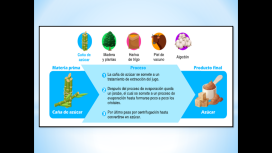 Caña de
azúcar
Madera
y plantas
Harina
de trigo
Piel de
vacuno
Algodón
Materia prima
Proceso
Producto final
La caña de azúcar se somete a un
tratamiento de extracción del jugo.
Después del proceso de evaporación queda
un jarabe, el cual se somete a un proceso de
evaporación hasta formarse poco a poco los
cristales.
Por último pasa por centrifugación hasta
convertirse en azúcar.
Caña de azúcar
Azúcar